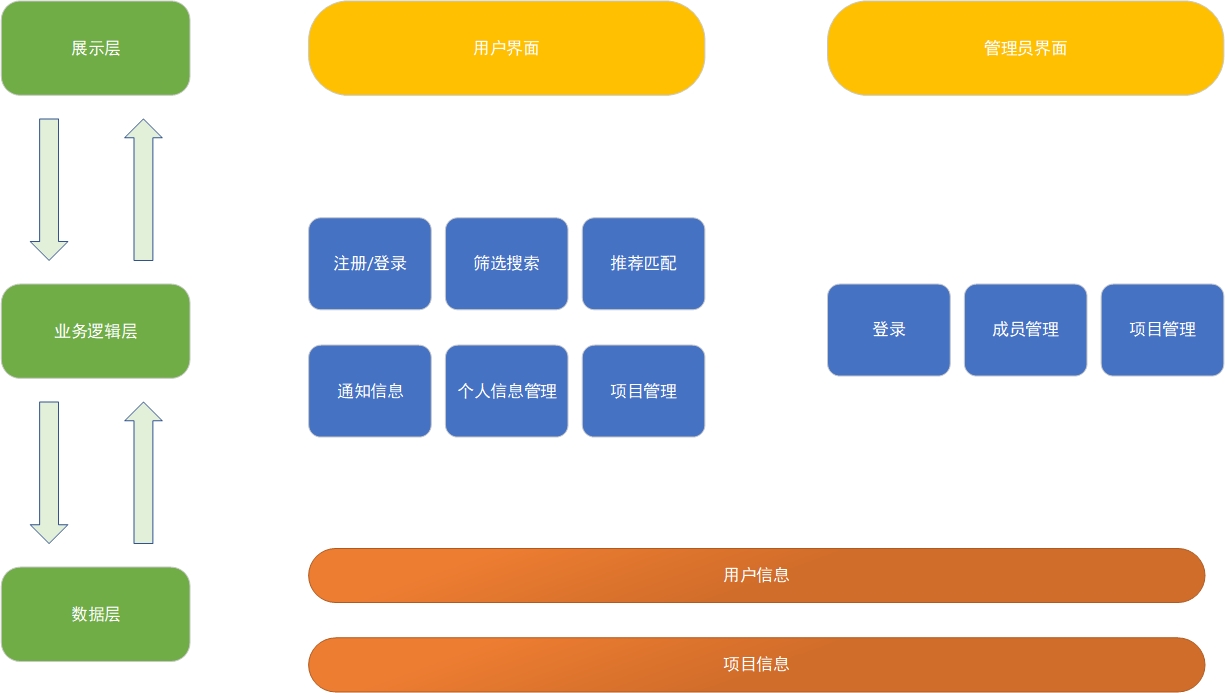 展示层
用户界面
管理员界面
注册/登录
筛选搜索
推荐匹配
业务逻辑层
登录
成员管理
项目管理
通知信息
个人信息管理
项目管理
用户信息
数据层
项目信息